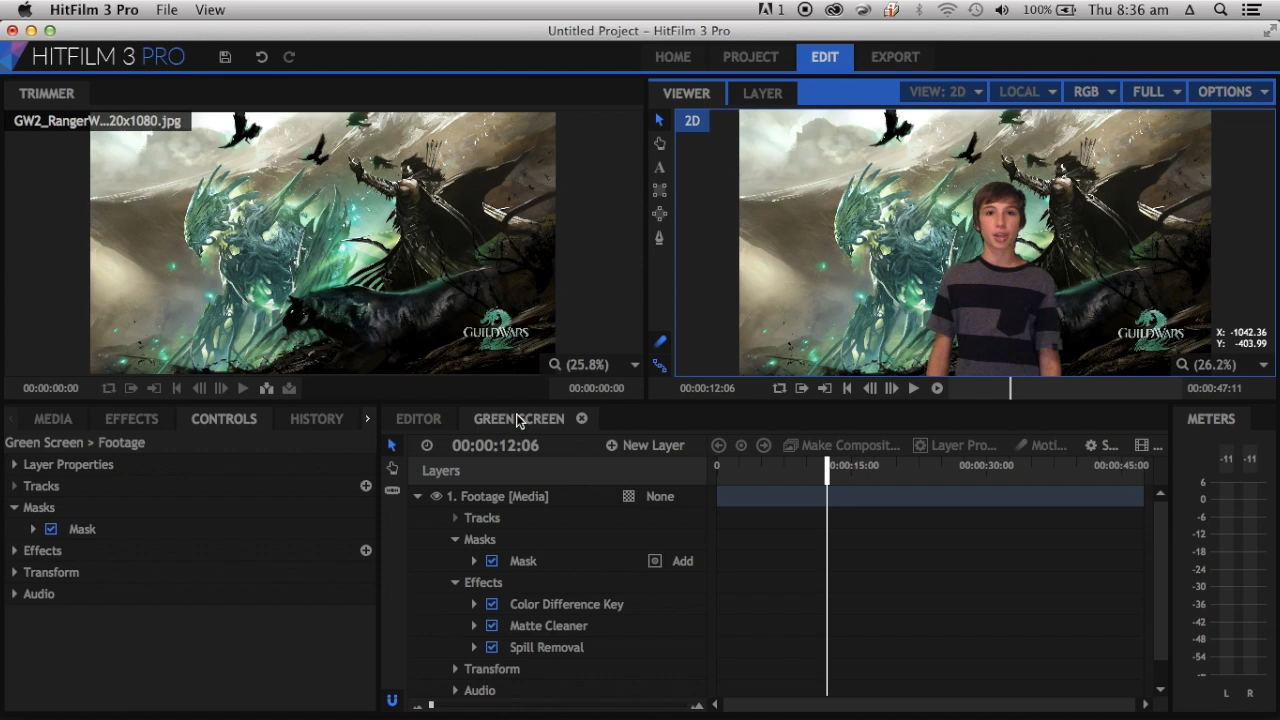 HitFilm 3 Pro File View 1 100% Thu 8:36 am
Untitled Project - HitFilm 3 Pro
HITFILM 3 PRO HOME PROJECT EDIT EXPORT
TRIMMER VIEWER LAYER VIEW: 2D LOCAL RGB FULL OPTIONS
GW2_RangerW...20x1080.jpg 2D
GUILDWARS GUILDWARS X: -1042.36
Y: -403.99
(25.8%) (26.2%)
00:00:00:00 00:00:00:00 00:00:12:06 00:00:47:11
MEDIA EFFECTS CONTROLS HISTORY EDITOR GREEN SCREEN METERS
Green Screen > Footage 00:00:12:06 New Layer Make Composit... Layer Pro... Moti... S... ...
Layer Properties Layers 0 00:00:15:00 00:00:30:00 00:00:45:00 -11 -11
Tracks 1. Footage [Media] None 6
0
Masks Tracks -6
Mask Masks -12
Effects Mask Add -18
Transform Effects -24
Audio Color Difference Key -30
Matte Cleaner -36
-42
Spill Removal -48
Transform -54
Audio L R